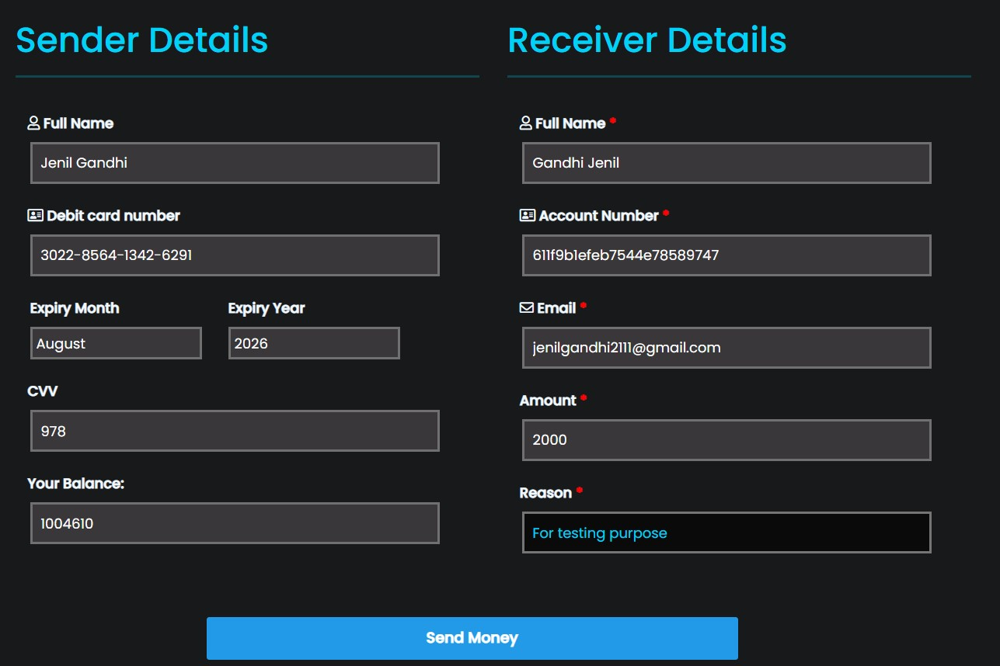 Sender Details
Full Name
Jenil Gandhi
Debit card number
3022-8564-1342-6291
Expiry Month Expiry Year
August 2026
CVV
978
Your Balance:
1004610
Receiver Details
Full Name *
Gandhi Jenil
Account Number *
611f9b1efeb7544e78589747
Email *
jenilgandhi2111@gmail.com
Amount *
2000
Reason *
For testing purpose
Send Money